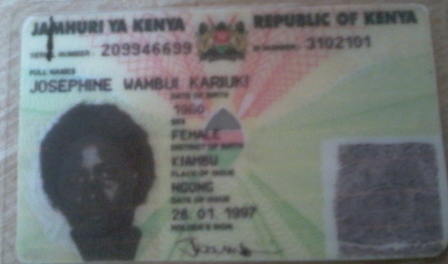 JAMHURI YA KENYA REPUBLIC OF KENYA
SERIAL NUMBER: 209946699 ID NUMBER: 3102101
FULL NAMES
JOSEPHINE WAMBUI KARIUKI
DATE OF BIRTH
1960
SEX
FEMALE
DISTRICT OF BIRTH
KIAMBU
PLACE OF ISSUE
NGONG
DATE OF ISSUE
28.01.1997
HOLDER'S SIGN.